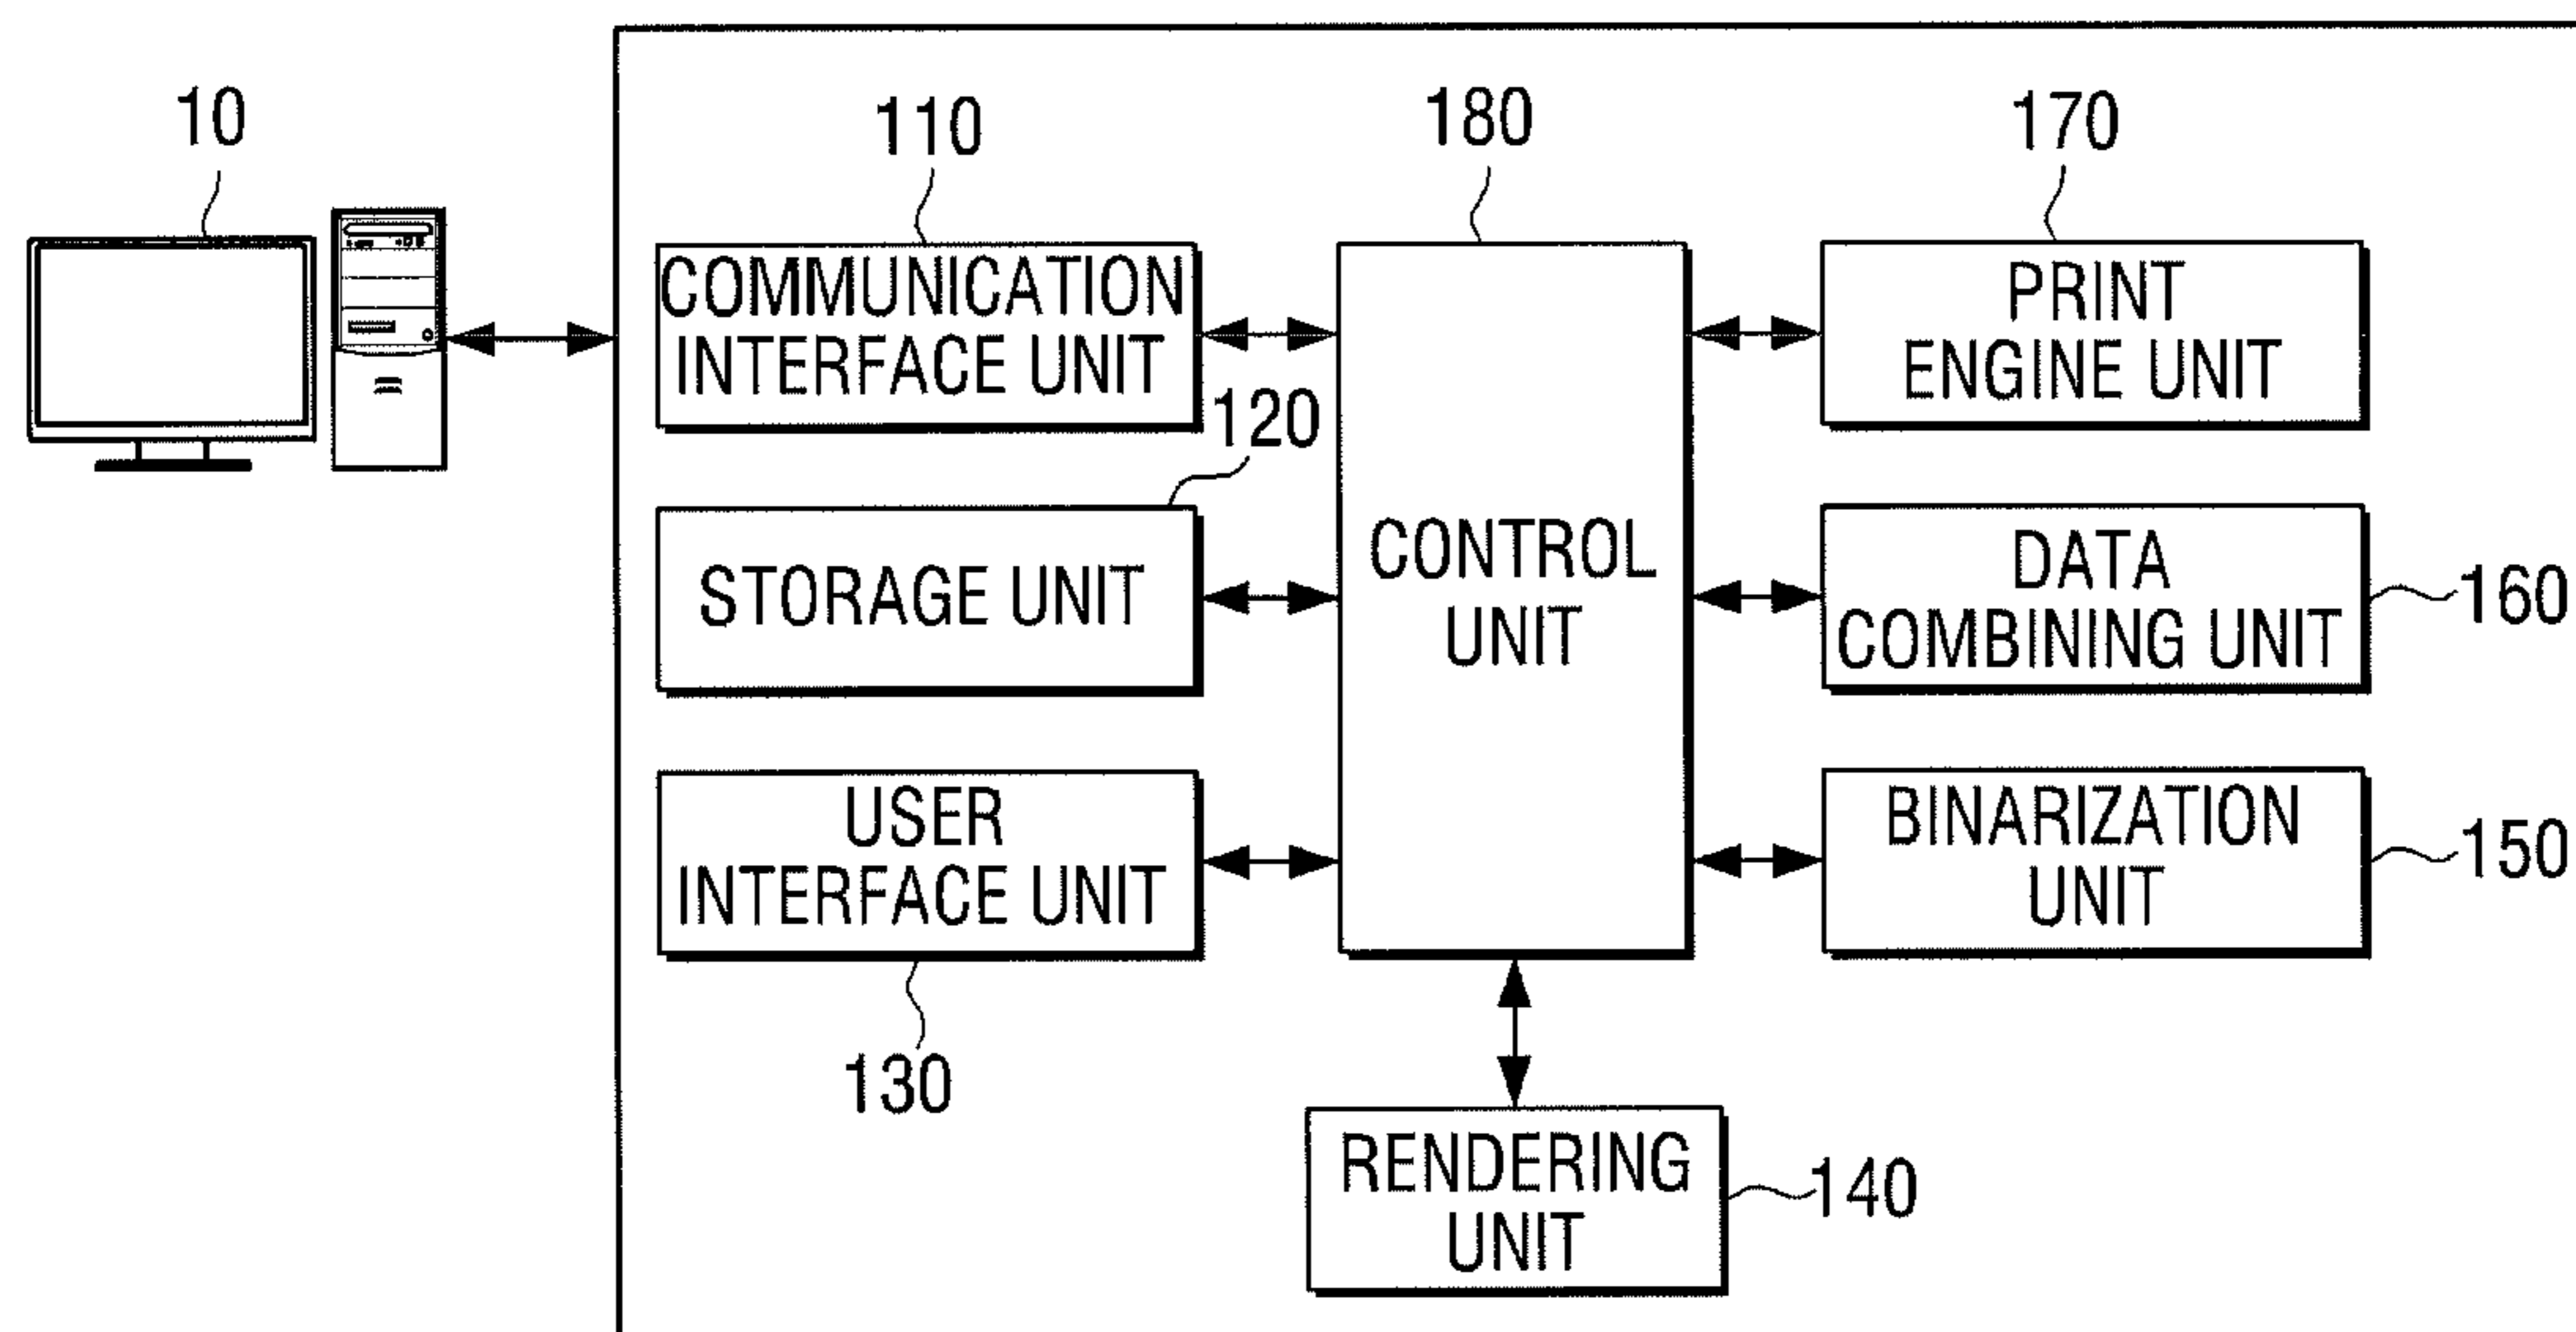 10
110
180
170
COMMUNICATION
INTERFACE UNIT
PRINT
ENGINE UNIT
120
STORAGE UNIT
CONTROL
UNIT
DATA
COMBINING UNIT
160
USER
INTERFACE UNIT
BINARIZATION
UNIT
150
130
RENDERING
UNIT
140